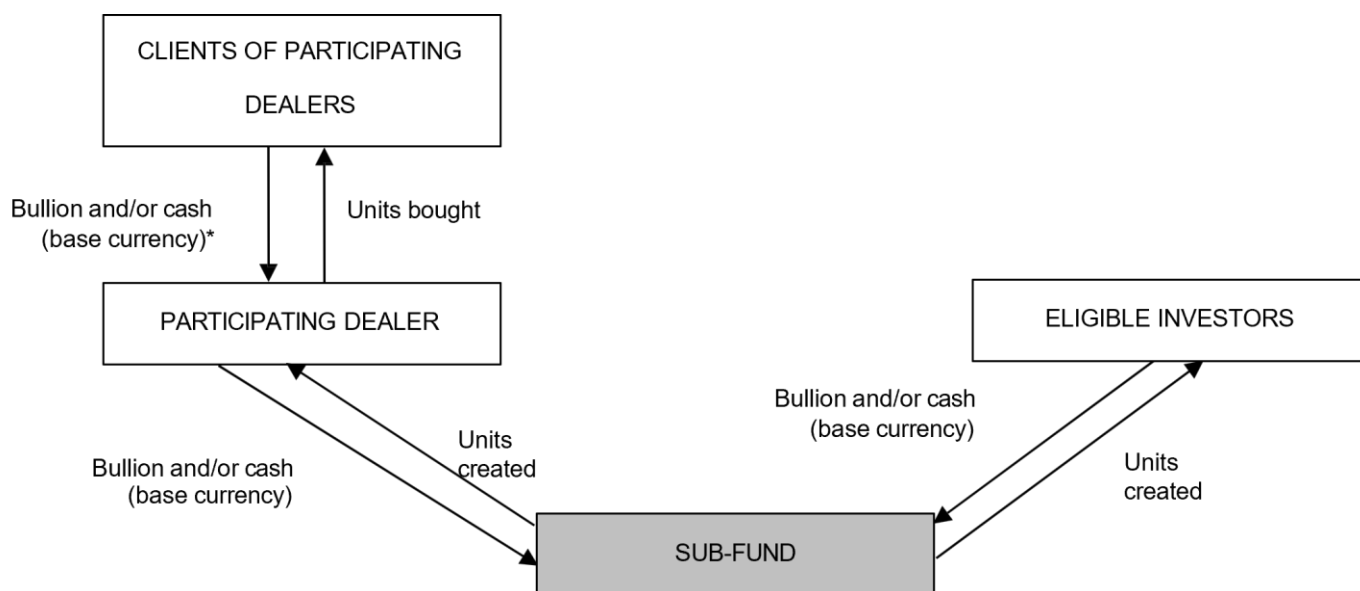 CLIENTS OF PARTICIPATING
DEALERS
Bullion and/or cash
(base currency)*
Units bought
PARTICIPATING DEALER
ELIGIBLE INVESTORS
Bullion and/or cash
(base currency)
Units
created
Bullion and/or cash
(base currency)
Units
created
SUB-FUND